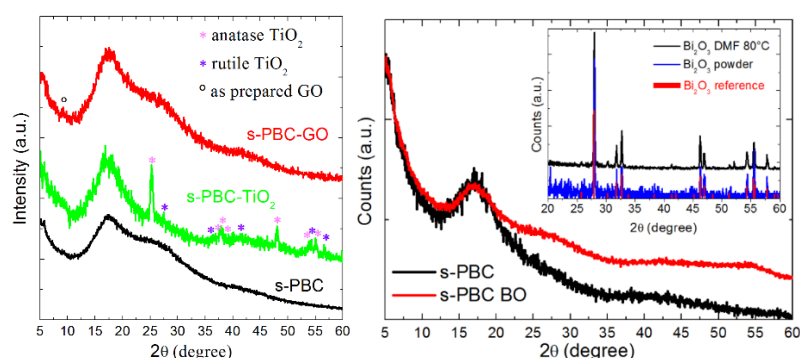 * anatase TiO2
* rutile TiO2
o as prepared GO
s-PBC-GO
s-PBC-TiO2
s-PBC
Intensity (a.u.)
5 10 15 20 25 30 35 40 45 50 55 60
2θ (degree)
Bi2O3 DMF 80°C
Bi2O3 powder
Bi2O3 reference
Counts (a.u.)
20 25 30 35 40 45 50 55 60
2θ (degree)
s-PBC
s-PBC BO
Counts (a.u.)
5 10 15 20 25 30 35 40 45 50 55 60
2θ (degree)